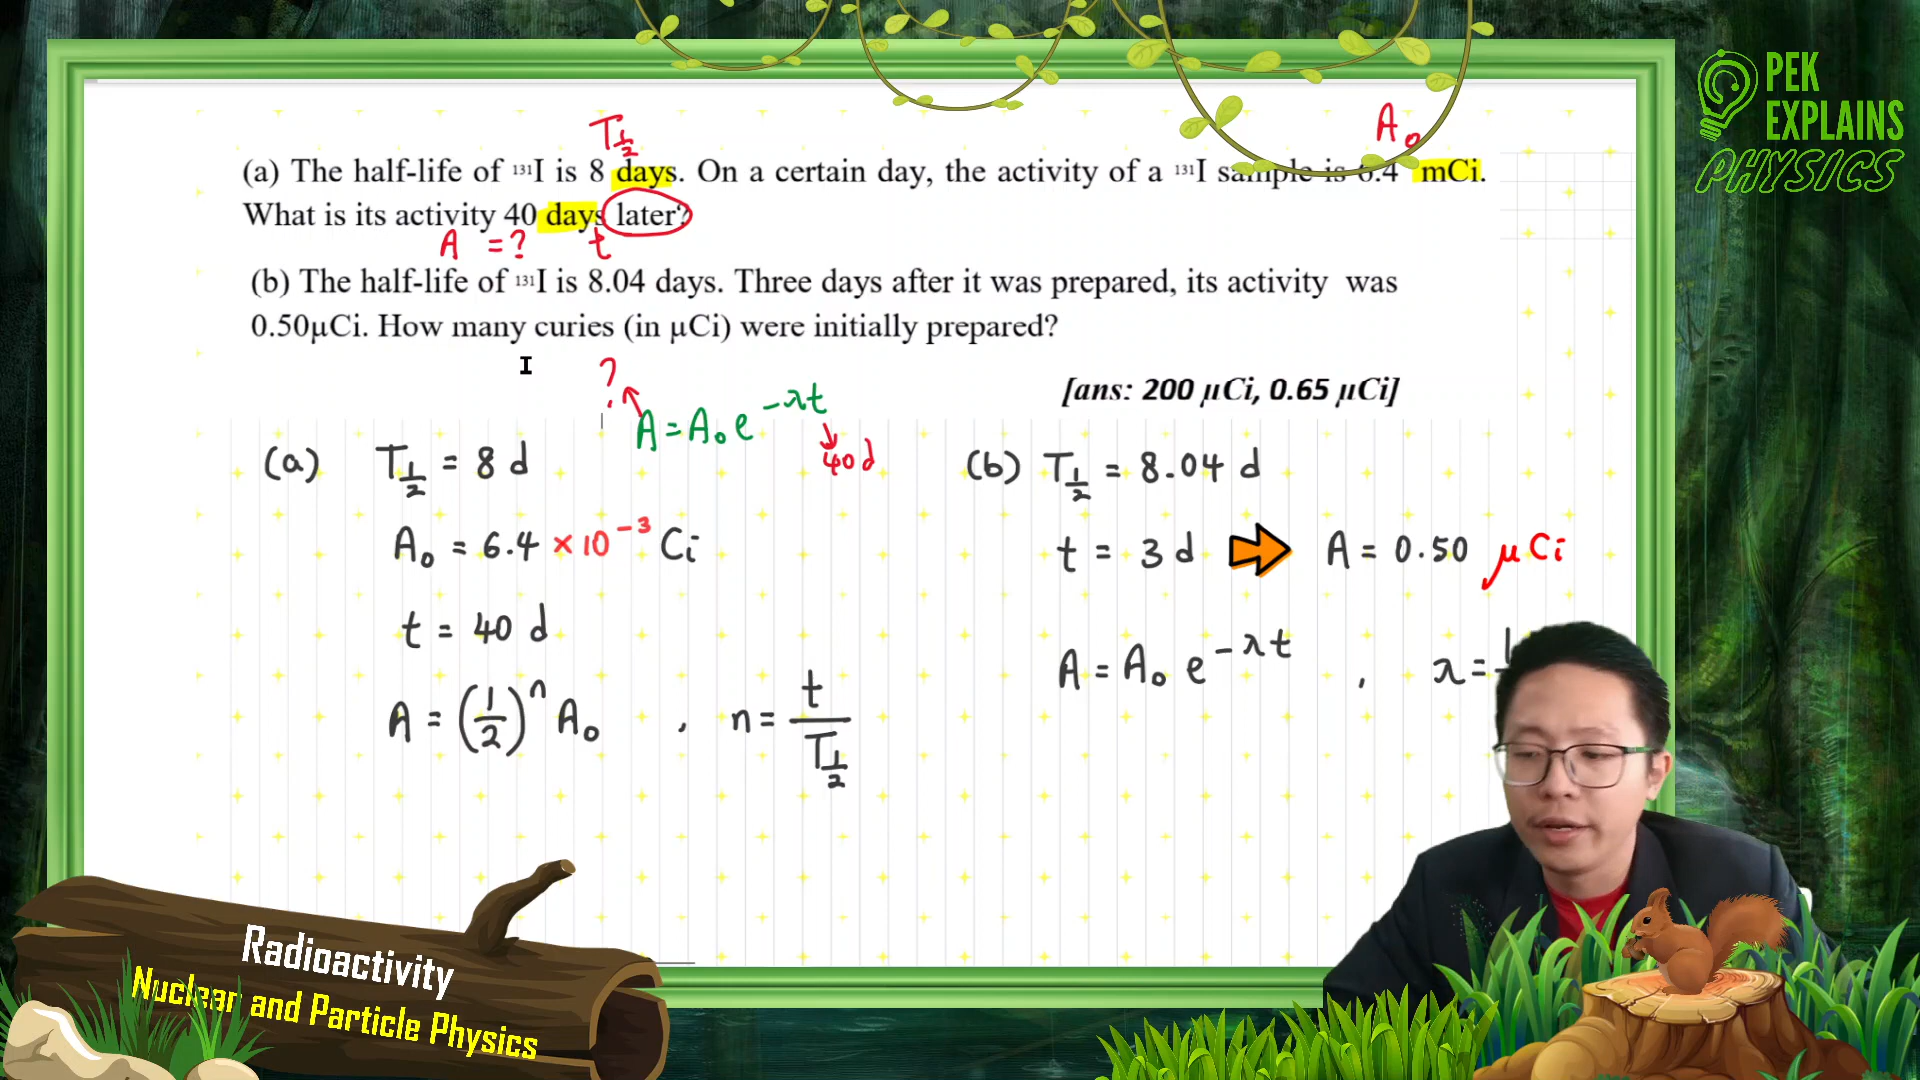 PEK
EXPLAINS
PHYSICS
T½
A₀
(a) The half-life of ¹³¹I is 8 days. On a certain day, the activity of a ¹³¹I sample is 6.4 mCi.
What is its activity 40 days later?
A = ? t
(b) The half-life of ¹³¹I is 8.04 days. Three days after it was prepared, its activity was
0.50μCi. How many curies (in μCi) were initially prepared?
?
[ans: 200 μCi, 0.65 μCi]
A = A₀ e^-λt
40 d
(a) T½ = 8 d
A₀ = 6.4 × 10⁻³ Ci
t = 40 d
A = (1/2)ⁿ A₀ , n = t/T½
(b) T½ = 8.04 d
t = 3 d A = 0.50 μCi
A = A₀ e^-λt , λ =
Radioactivity
Nuclear and Particle Physics